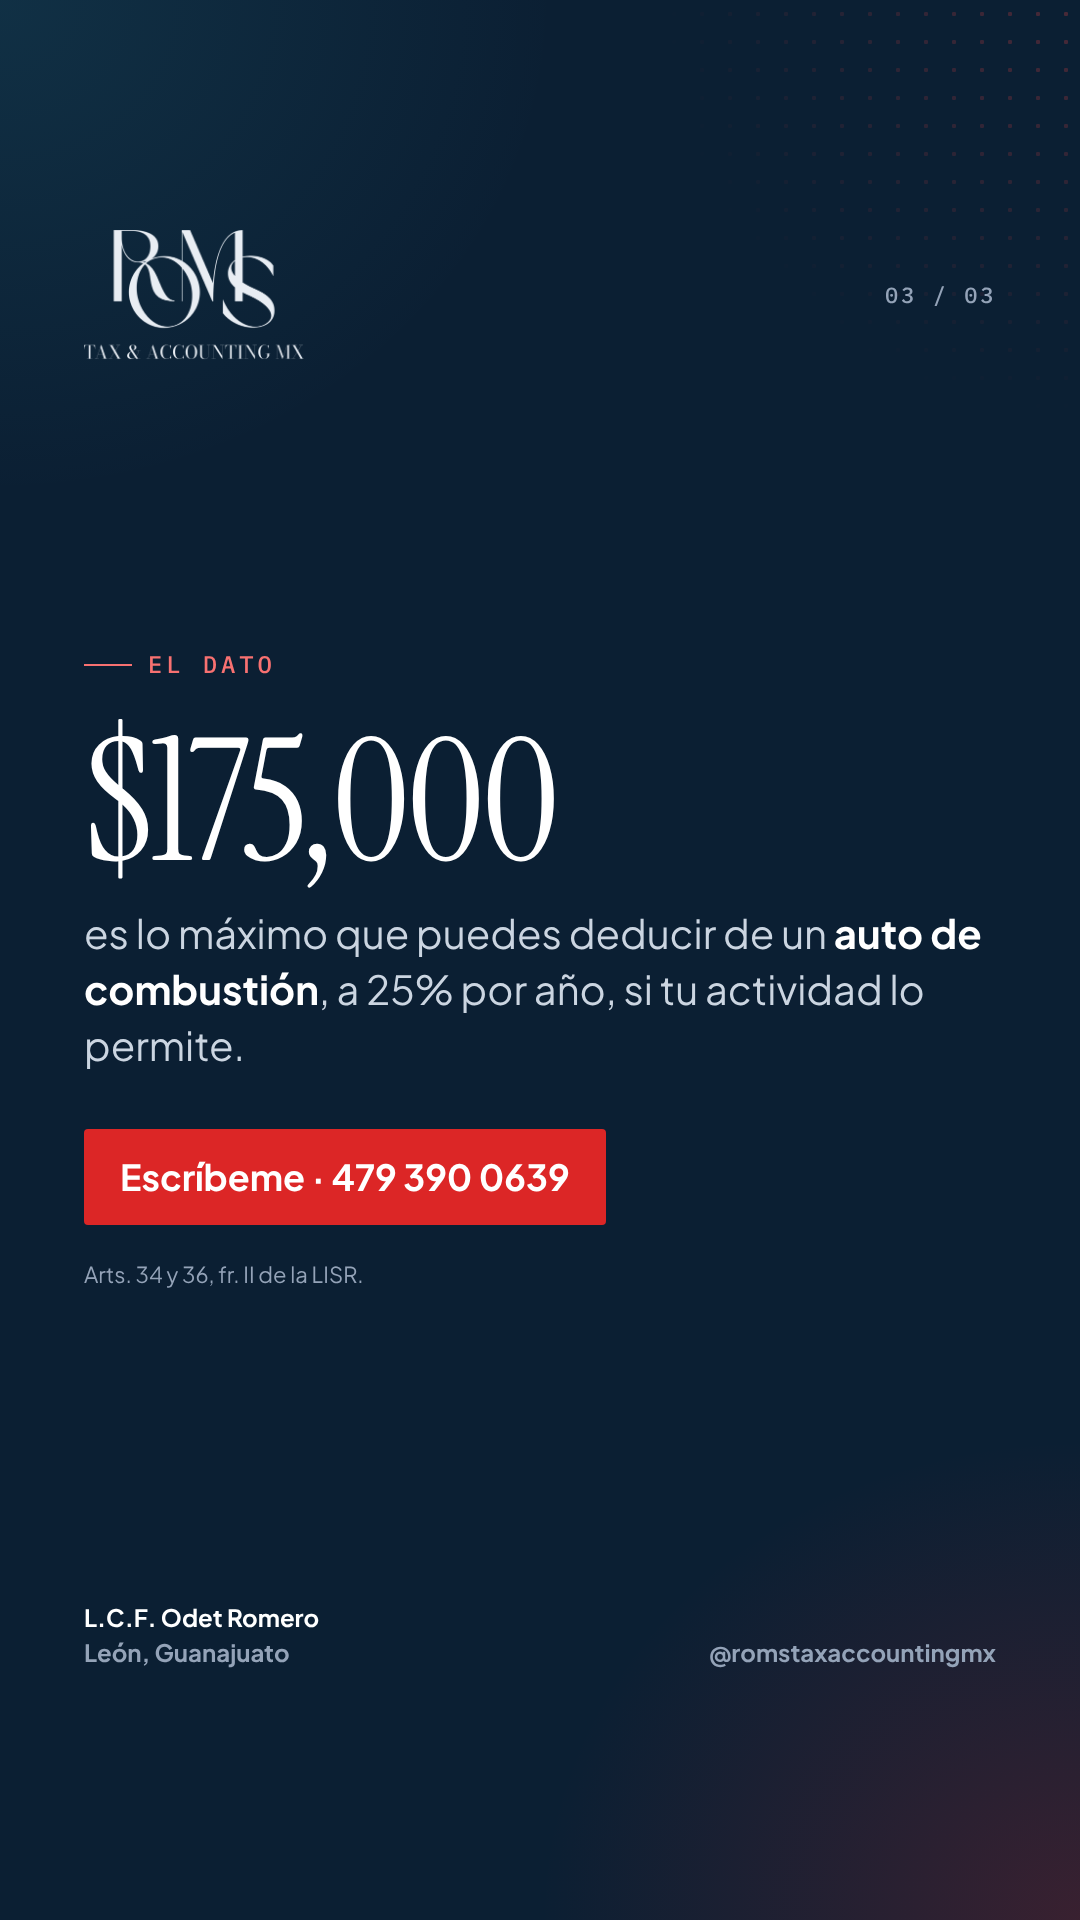 ROMS
TAX & ACCOUNTING MX
03 / 03
EL DATO
$175,000
es lo máximo que puedes deducir de un auto de
combustión, a 25% por año, si tu actividad lo
permite.
Escríbeme · 479 390 0639
Arts. 34 y 36, fr. II de la LISR.
L.C.F. Odet Romero
León, Guanajuato
@romstaxaccountingmx